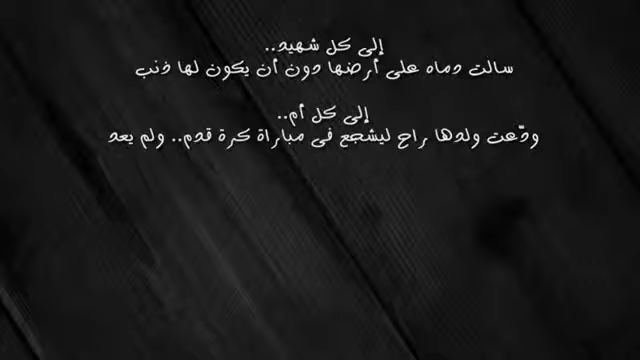 إلى كل شهيد..
سالت دماه على أرضها دون أن يكون لها ذنب
إلى كل أم..
ودّعت ولدها راح ليشجع في مباراة كرة قدم.. ولم يعد